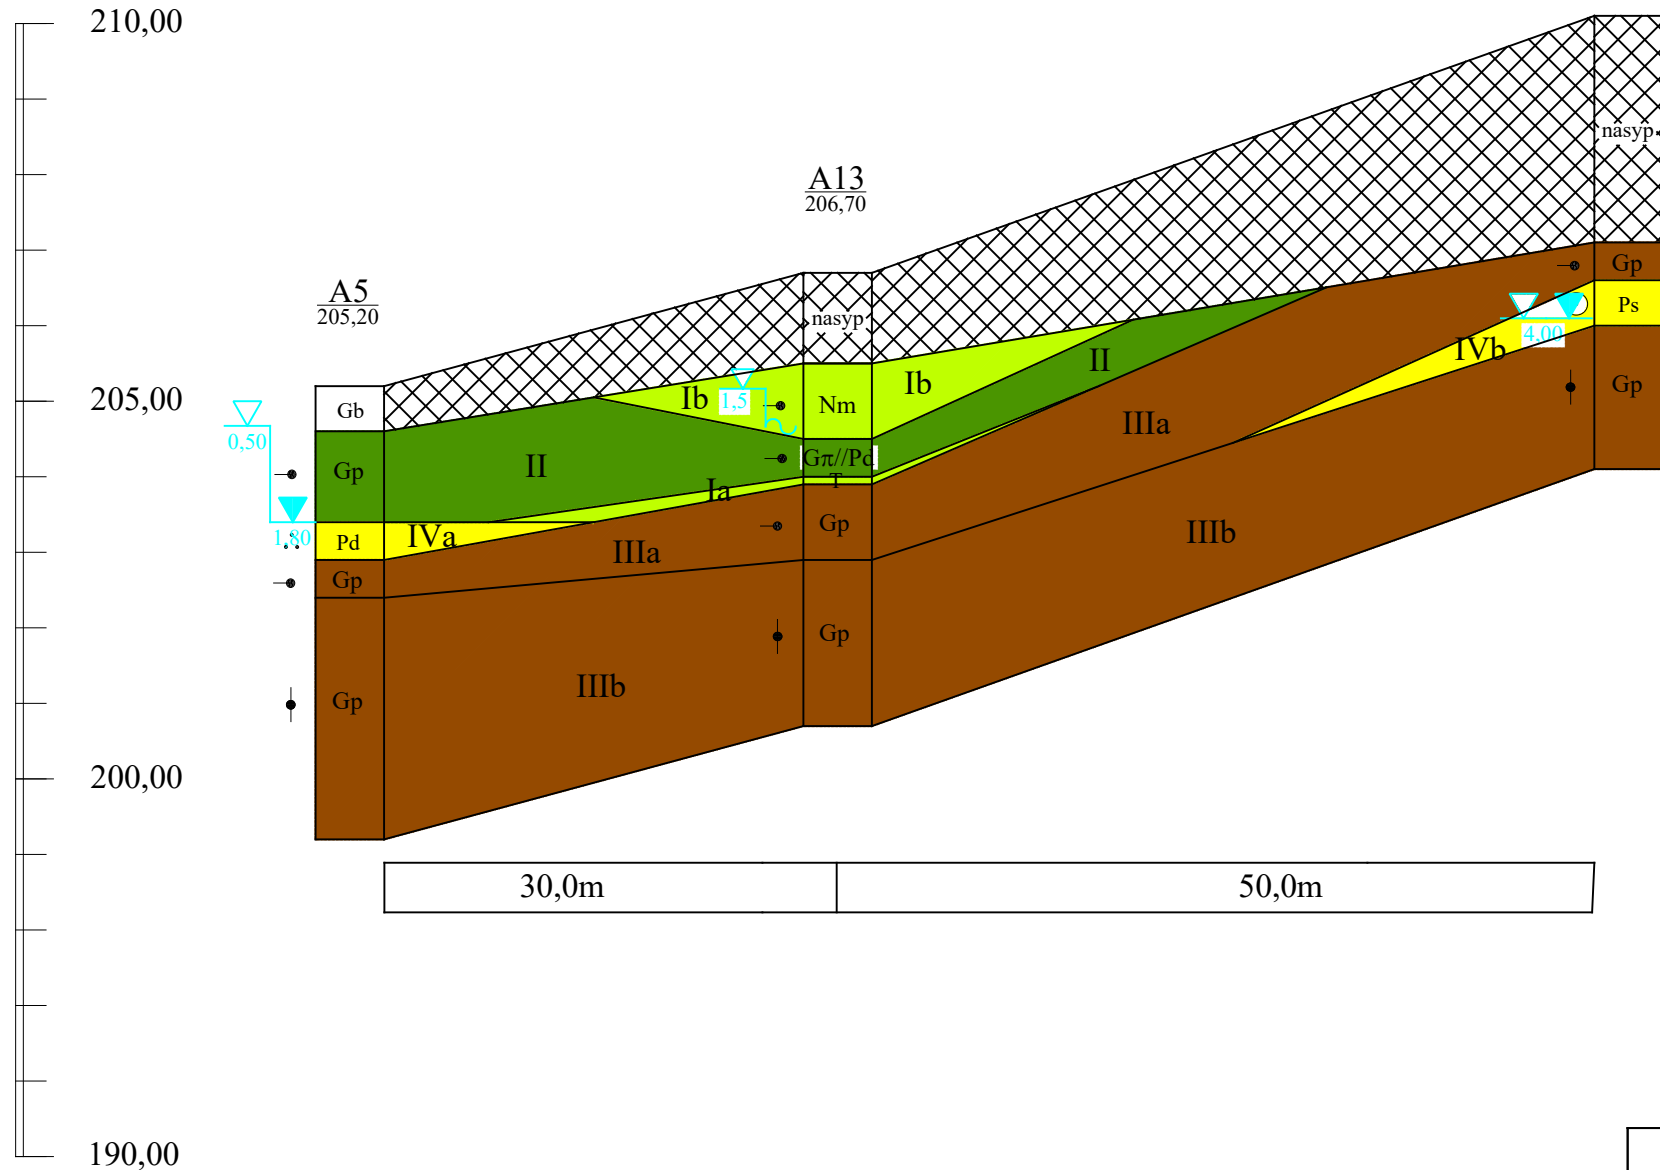 210,00
A13
206,70
nasyp
A5
205,20
nasyp
Gp
Ps
4,00
IVb
205,00
Gb
Ib
1,5
Nm
Ib
II
Gp
IIIa
0,50
Gp
II
Gπ//Pd
T
Ia
Gp
IIIb
1,80
Pd
IVa
IIIa
Gp
Gp
Gp
IIIb
200,00
30,0m
50,0m
190,00